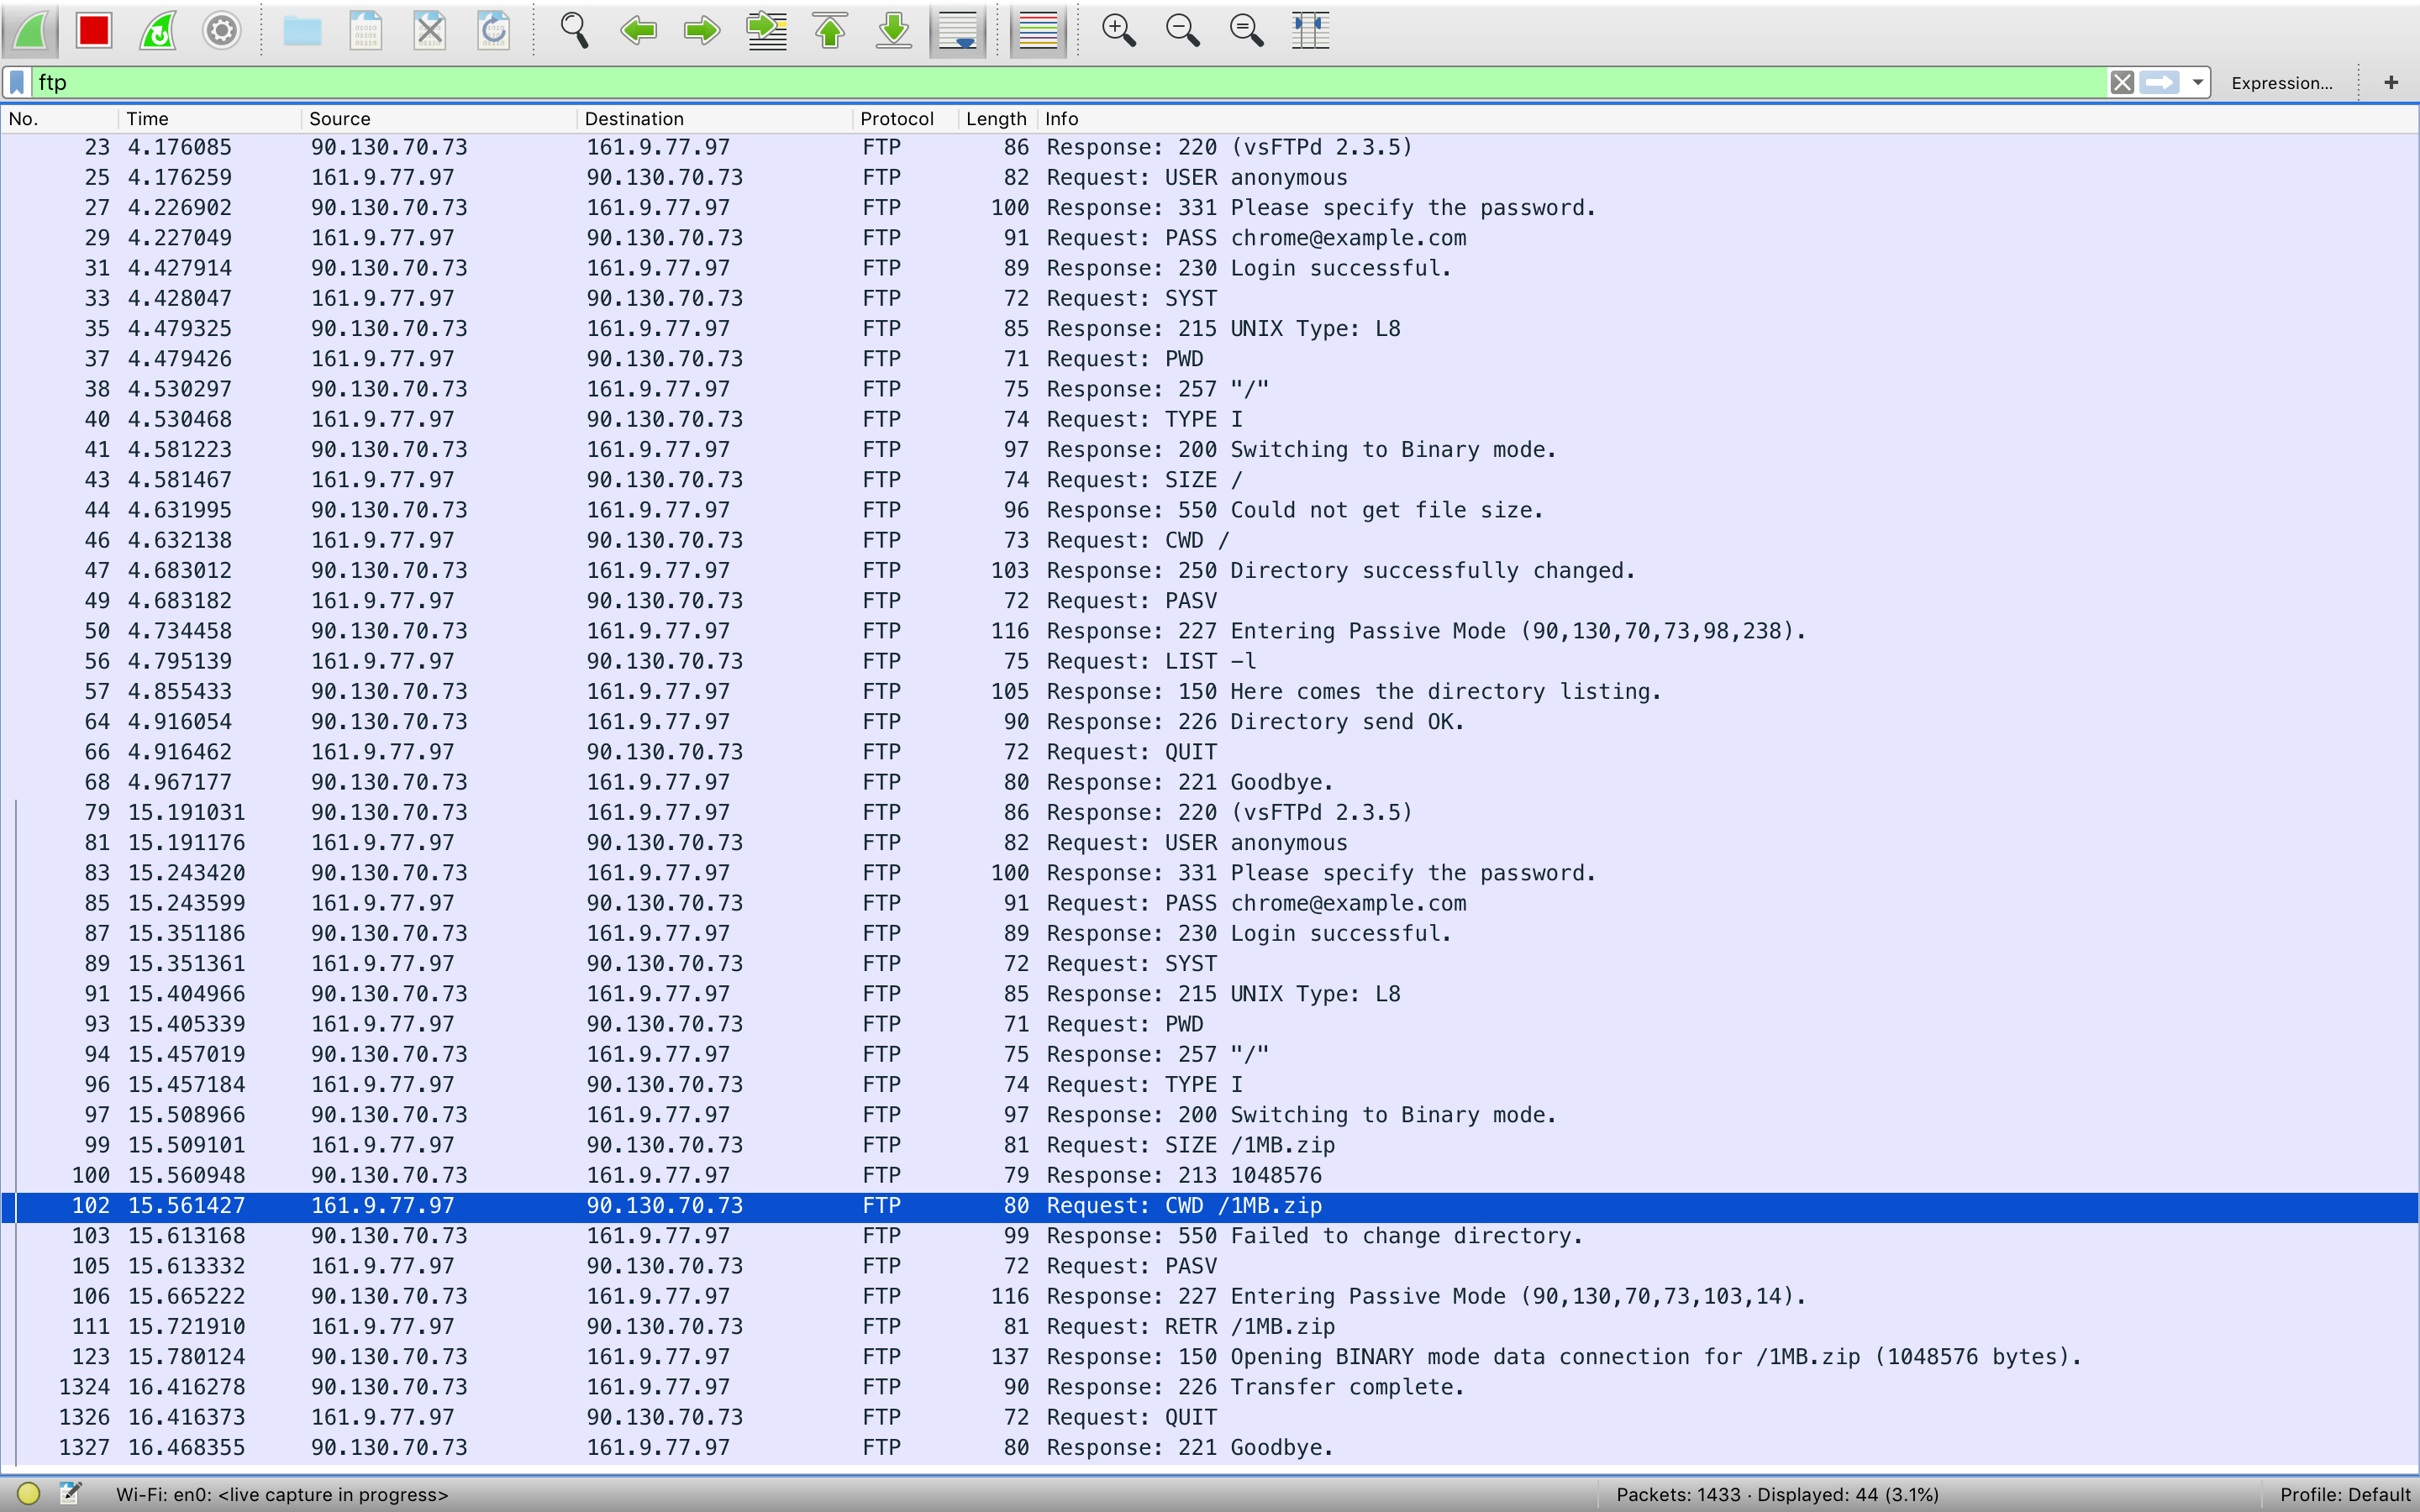 ftp
Expression... +
No. Time Source Destination Protocol Length Info
23 4.176085 90.130.70.73 161.9.77.97 FTP 86 Response: 220 (vsFTPd 2.3.5)
25 4.176259 161.9.77.97 90.130.70.73 FTP 82 Request: USER anonymous
27 4.226902 90.130.70.73 161.9.77.97 FTP 100 Response: 331 Please specify the password.
29 4.227049 161.9.77.97 90.130.70.73 FTP 91 Request: PASS chrome@example.com
31 4.427914 90.130.70.73 161.9.77.97 FTP 89 Response: 230 Login successful.
33 4.428047 161.9.77.97 90.130.70.73 FTP 72 Request: SYST
35 4.479325 90.130.70.73 161.9.77.97 FTP 85 Response: 215 UNIX Type: L8
37 4.479426 161.9.77.97 90.130.70.73 FTP 71 Request: PWD
38 4.530297 90.130.70.73 161.9.77.97 FTP 75 Response: 257 "/"
40 4.530468 161.9.77.97 90.130.70.73 FTP 74 Request: TYPE I
41 4.581223 90.130.70.73 161.9.77.97 FTP 97 Response: 200 Switching to Binary mode.
43 4.581467 161.9.77.97 90.130.70.73 FTP 74 Request: SIZE /
44 4.631995 90.130.70.73 161.9.77.97 FTP 96 Response: 550 Could not get file size.
46 4.632138 161.9.77.97 90.130.70.73 FTP 73 Request: CWD /
47 4.683012 90.130.70.73 161.9.77.97 FTP 103 Response: 250 Directory successfully changed.
49 4.683182 161.9.77.97 90.130.70.73 FTP 72 Request: PASV
50 4.734458 90.130.70.73 161.9.77.97 FTP 116 Response: 227 Entering Passive Mode (90,130,70,73,98,238).
56 4.795139 161.9.77.97 90.130.70.73 FTP 75 Request: LIST -l
57 4.855433 90.130.70.73 161.9.77.97 FTP 105 Response: 150 Here comes the directory listing.
64 4.916054 90.130.70.73 161.9.77.97 FTP 90 Response: 226 Directory send OK.
66 4.916462 161.9.77.97 90.130.70.73 FTP 72 Request: QUIT
68 4.967177 90.130.70.73 161.9.77.97 FTP 80 Response: 221 Goodbye.
79 15.191031 90.130.70.73 161.9.77.97 FTP 86 Response: 220 (vsFTPd 2.3.5)
81 15.191176 161.9.77.97 90.130.70.73 FTP 82 Request: USER anonymous
83 15.243420 90.130.70.73 161.9.77.97 FTP 100 Response: 331 Please specify the password.
85 15.243599 161.9.77.97 90.130.70.73 FTP 91 Request: PASS chrome@example.com
87 15.351186 90.130.70.73 161.9.77.97 FTP 89 Response: 230 Login successful.
89 15.351361 161.9.77.97 90.130.70.73 FTP 72 Request: SYST
91 15.404966 90.130.70.73 161.9.77.97 FTP 85 Response: 215 UNIX Type: L8
93 15.405339 161.9.77.97 90.130.70.73 FTP 71 Request: PWD
94 15.457019 90.130.70.73 161.9.77.97 FTP 75 Response: 257 "/"
96 15.457184 161.9.77.97 90.130.70.73 FTP 74 Request: TYPE I
97 15.508966 90.130.70.73 161.9.77.97 FTP 97 Response: 200 Switching to Binary mode.
99 15.509101 161.9.77.97 90.130.70.73 FTP 81 Request: SIZE /1MB.zip
100 15.560948 90.130.70.73 161.9.77.97 FTP 79 Response: 213 1048576
102 15.561427 161.9.77.97 90.130.70.73 FTP 80 Request: CWD /1MB.zip
103 15.613168 90.130.70.73 161.9.77.97 FTP 99 Response: 550 Failed to change directory.
105 15.613332 161.9.77.97 90.130.70.73 FTP 72 Request: PASV
106 15.665222 90.130.70.73 161.9.77.97 FTP 116 Response: 227 Entering Passive Mode (90,130,70,73,103,14).
111 15.721910 161.9.77.97 90.130.70.73 FTP 81 Request: RETR /1MB.zip
123 15.780124 90.130.70.73 161.9.77.97 FTP 137 Response: 150 Opening BINARY mode data connection for /1MB.zip (1048576 bytes).
1324 16.416278 90.130.70.73 161.9.77.97 FTP 90 Response: 226 Transfer complete.
1326 16.416373 161.9.77.97 90.130.70.73 FTP 72 Request: QUIT
1327 16.468355 90.130.70.73 161.9.77.97 FTP 80 Response: 221 Goodbye.
Wi-Fi: en0: <live capture in progress> Packets: 1433 · Displayed: 44 (3.1%) Profile: Default